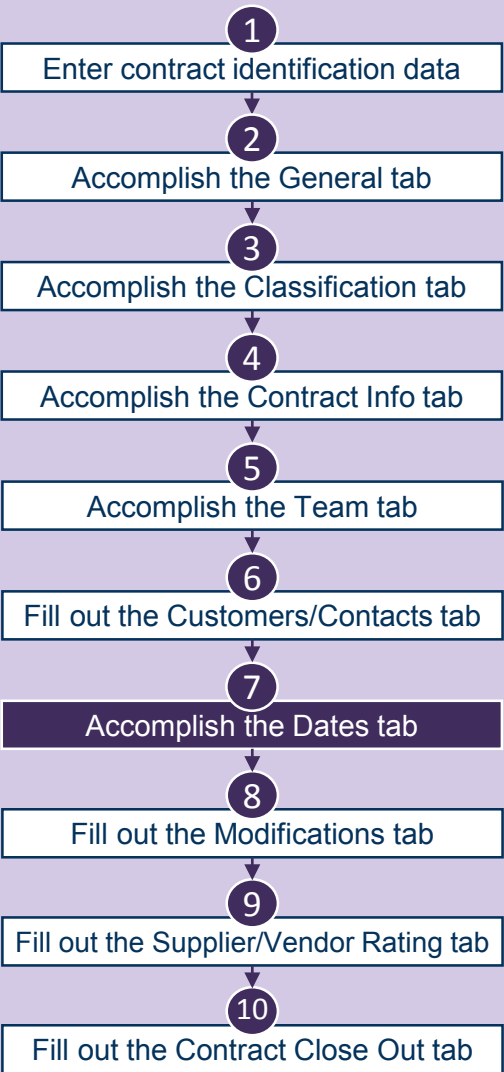 1
Enter contract identification data
2
Accomplish the General tab
3
Accomplish the Classification tab
4
Accomplish the Contract Info tab
5
Accomplish the Team tab
6
Fill out the Customers/Contacts tab
7
Accomplish the Dates tab
8
Fill out the Modifications tab
9
Fill out the Supplier/Vendor Rating tab
10
Fill out the Contract Close Out tab